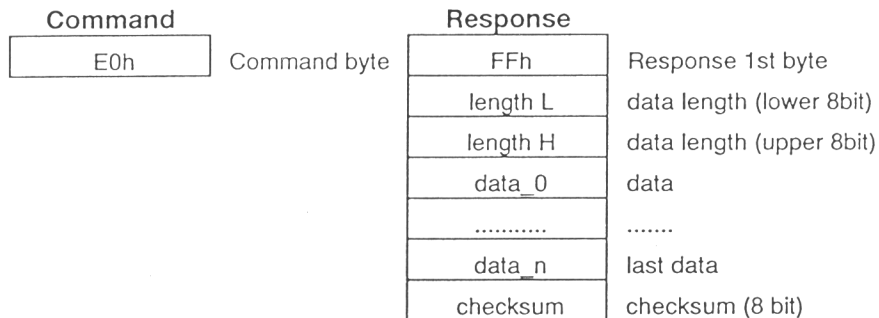 Command Response
E0h Command byte FFh Response 1st byte
length L data length (lower 8bit)
length H data length (upper 8bit)
data_0 data
........... .......
data_n last data
checksum checksum (8 bit)